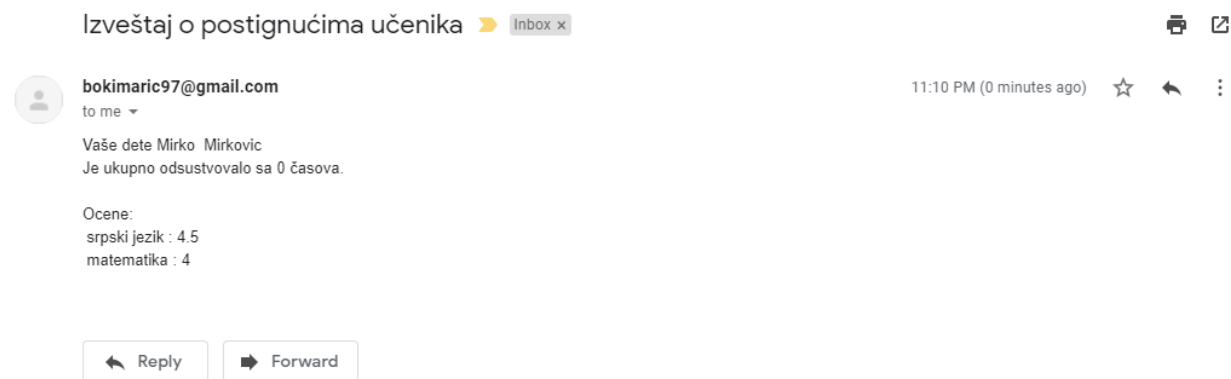 Izveštaj o postignućima učenika Inbox x
bokimaric97@gmail.com 11:10 PM (0 minutes ago)
to me
Vaše dete Mirko  Mirkovic
Je ukupno odsustvovalo sa 0 časova.
Ocene:
srpski jezik : 4.5
matematika : 4
Reply Forward